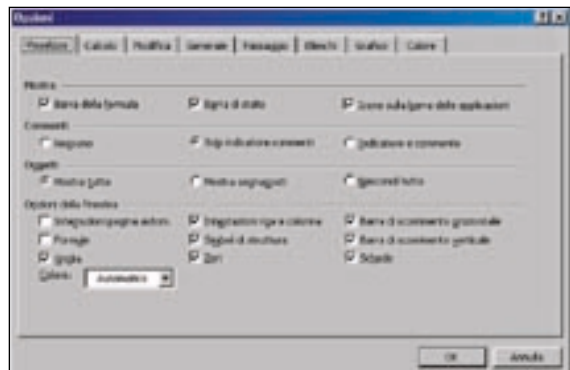 Opzioni
Visualizza Calcolo Modifica Generale Passaggio Elenchi Grafico Colore
Mostra
Barra della formula Barra di stato Icone sulla barra delle applicazioni
Commenti
Nessuno Solo indicatore commenti Indicatore e commento
Oggetti
Mostra tutto Mostra segnaposti Nascondi tutto
Opzioni della finestra
Interruzioni pagina autom. Intestazioni riga e colonna Barra di scorrimento orizzontale
Formule Simboli di struttura Barra di scorrimento verticale
Griglia Zeri Schede
Colore: Automatico
OK Annulla